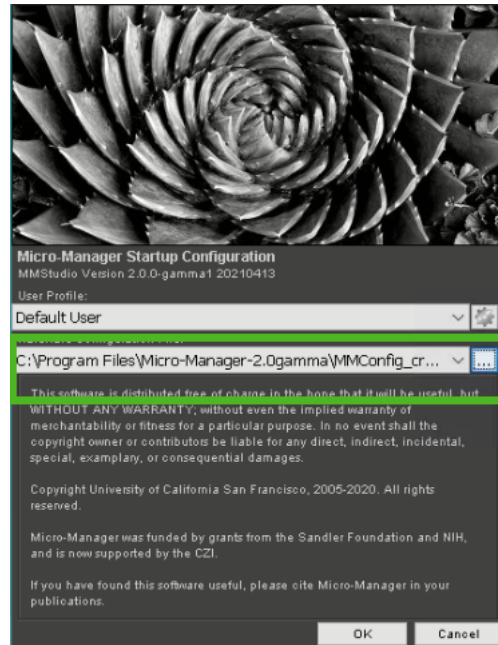 Micro-Manager Startup Configuration
MMStudio Version 2.0.0-gamma1 20210413
User Profile:
Default User
Configuration File:
C:\Program Files\Micro-Manager-2.0gamma\MMConfig_cr...
...
This software is distributed free of charge in the hope that it will be useful, but
WITHOUT ANY WARRANTY; without even the implied warranty of
merchantability or fitness for a particular purpose. In no event shall the
copyright owner or contributors be liable for any direct, indirect, incidental,
special, examplary, or consequential damages.
Copyright University of California San Francisco, 2005-2020. All rights
reserved.
Micro-Manager was funded by grants from the Sandler Foundation and NIH,
and is now supported by the CZI.
If you have found this software useful, please cite Micro-Manager in your
publications.
OK
Cancel